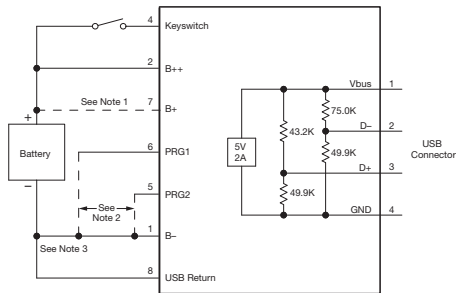 4
Keyswitch
2
B++
See Note 1
7
B+
+
Battery
−
6
PRG1
5
PRG2
See
Note 2
See Note 3
1
B−
8
USB Return
5V
2A
43.2K
49.9K
75.0K
49.9K
Vbus
1
D−
2
D+
3
GND
4
USB
Connector